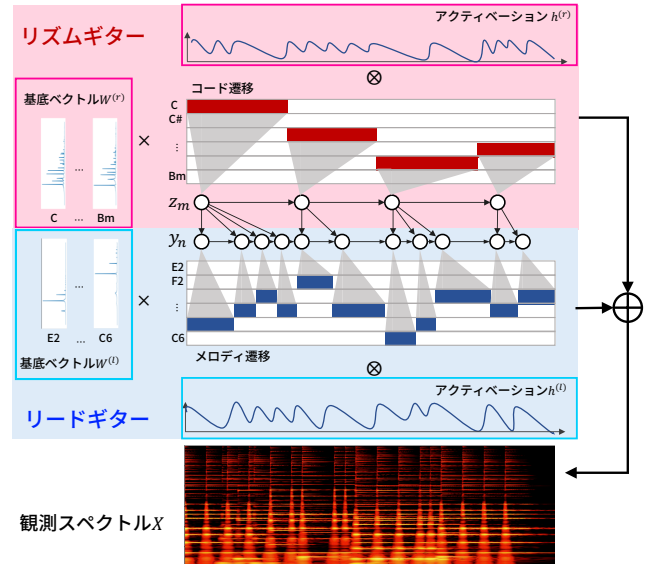 アクティベーション h^(r)
リズムギター
⊗
コード遷移
基底ベクトルW^(r)
×
C
C#
⋮
Bm
...
...
C ... Bm
z_m
y_n
E2
F2
⋮
C6
×
...
...
E2 ... C6
基底ベクトルW^(l)
メロディ遷移
⊗
アクティベーションh^(l)
リードギター
観測スペクトルX